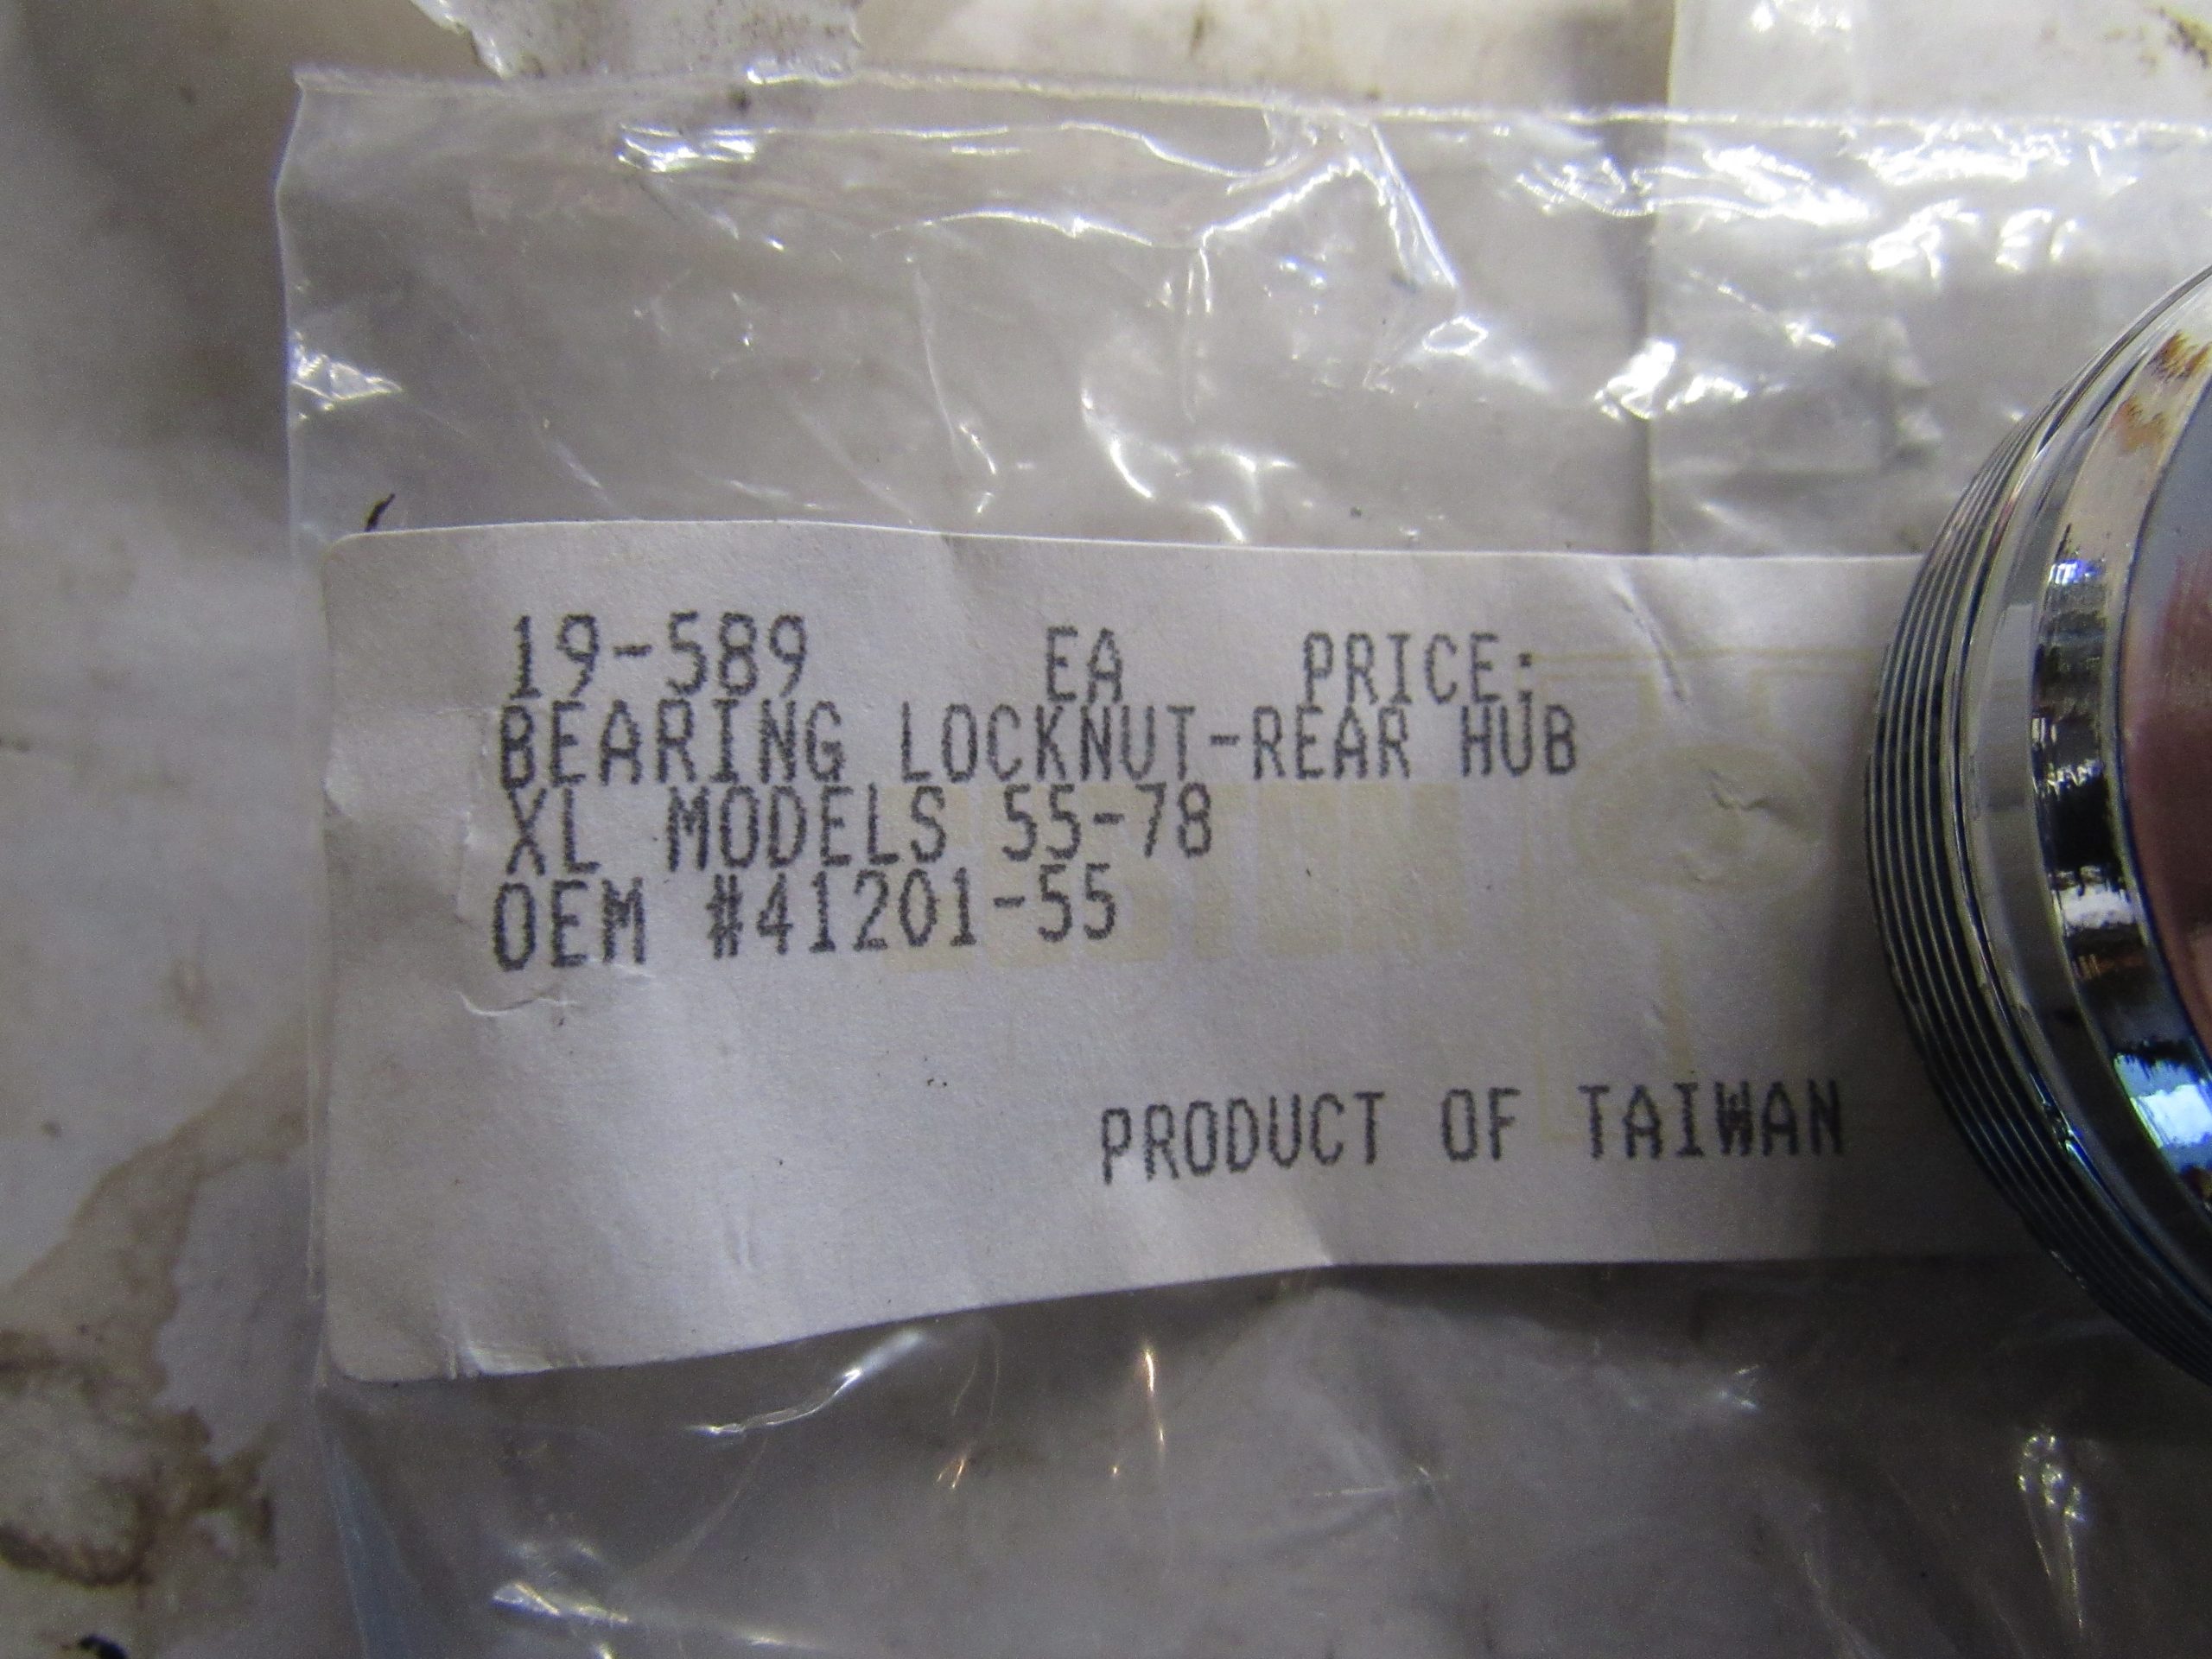 19-589 EA PRICE:
BEARING LOCKNUT-REAR HUB
XL MODELS 55-78
OEM #41201-55
PRODUCT OF TAIWAN